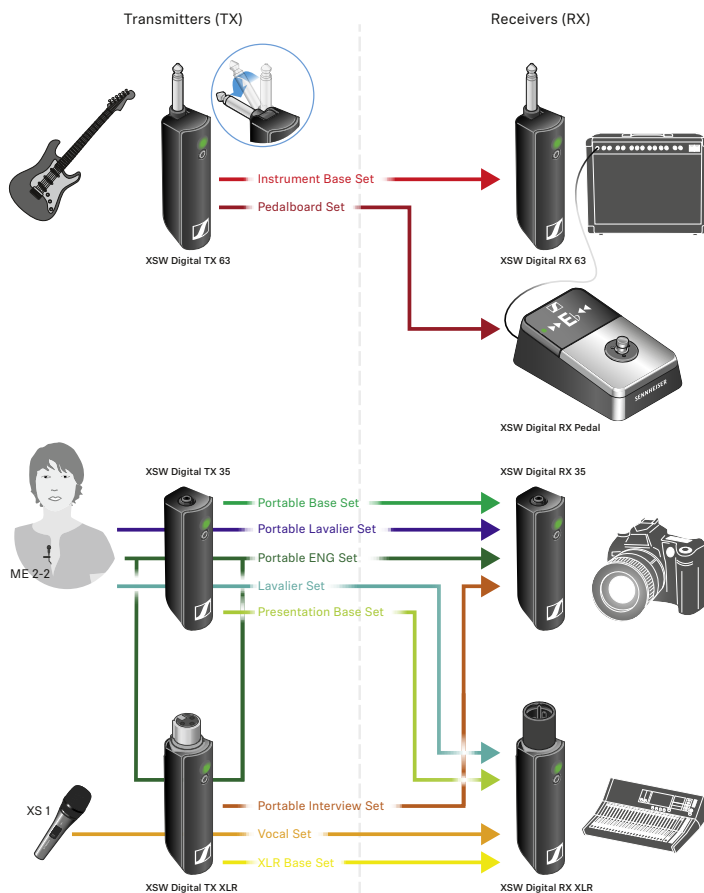 Transmitters (TX)
Receivers (RX)
Instrument Base Set
Pedalboard Set
XSW Digital TX 63
XSW Digital RX 63
SENNHEISER
XSW Digital RX Pedal
XSW Digital TX 35
XSW Digital RX 35
Portable Base Set
Portable Lavalier Set
Portable ENG Set
ME 2-2
Lavalier Set
Presentation Base Set
Portable Interview Set
XS 1
Vocal Set
XLR Base Set
XSW Digital TX XLR
XSW Digital RX XLR